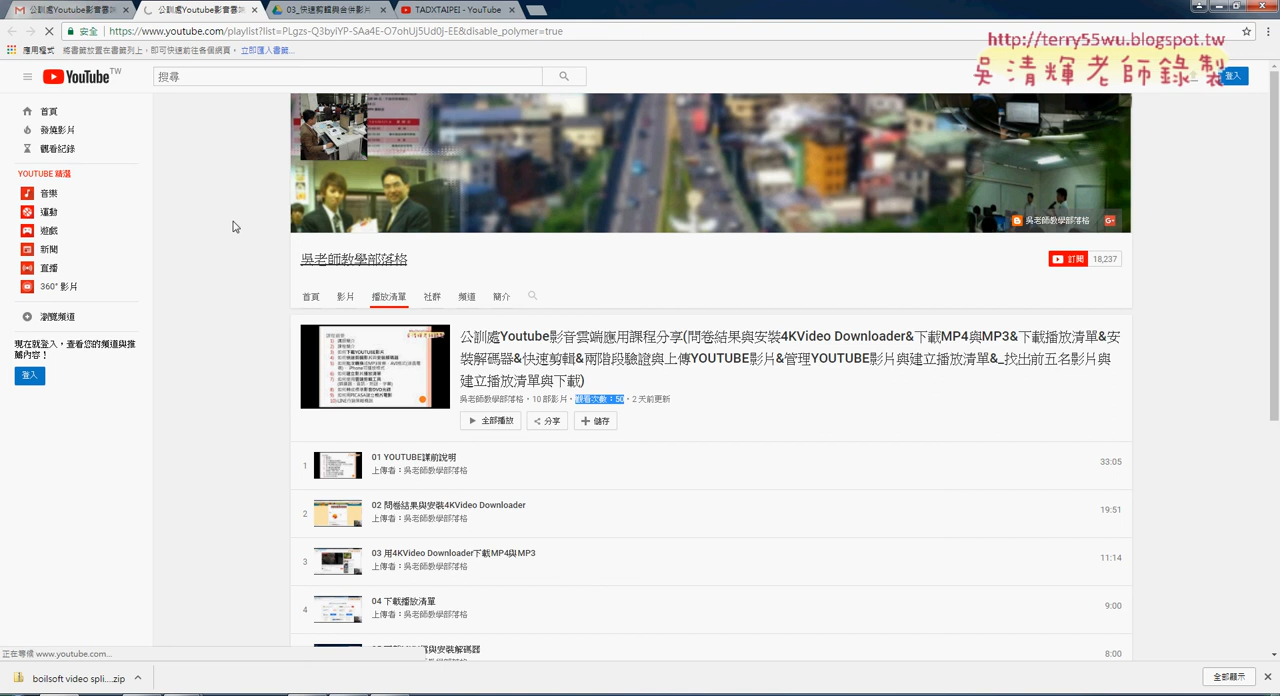 公訓處Youtube影音雲端
公訓處Youtube影音雲端
03_快速剪輯與合併影片
TADXTAIPEI - YouTube
安全
https://www.youtube.com/playlist?list=PLgzs-Q3byiYP-SAa4E-O7ohUj5Ud0J-EE&disable_polymer=true
http://terry55wu.blogspot.tw
應用程式
將書籤放置在書籤列上，即可快速前往各個網頁。
立即匯入書籤...
吳清輝老師錄製
YouTube TW
搜尋
登入
首頁
發燒影片
觀看紀錄
YOUTUBE 精選
音樂
運動
遊戲
新聞
直播
360° 影片
瀏覽頻道
現在就登入，查看您的頻道與推
薦內容！
登入
吳老師教學部落格
吳老師教學部落格
訂閱 18,237
首頁 影片 播放清單 社群 頻道 簡介
公訓處Youtube影音雲端應用課程分享(問卷結果與安裝4KVideo Downloader&下載MP4與MP3&下載播放清單&安
裝解碼器&快速剪輯&兩階段驗證與上傳YOUTUBE影片&管理YOUTUBE影片與建立播放清單&_找出前五名影片與
建立播放清單與下載)
吳老師教學部落格・10 部影片・觀看次數：50・2 天前更新
全部播放 分享 儲存
1
01 YOUTUBE課前說明
上傳者：吳老師教學部落格
33:05
2
02 問卷結果與安裝4KVideo Downloader
上傳者：吳老師教學部落格
19:51
3
03 用4KVideo Downloader下載MP4與MP3
上傳者：吳老師教學部落格
11:14
4
04 下載播放清單
上傳者：吳老師教學部落格
9:00
與安裝解碼器
8:00
正在等候 www.youtube.com...
boilsoft video spli....zip
全部顯示